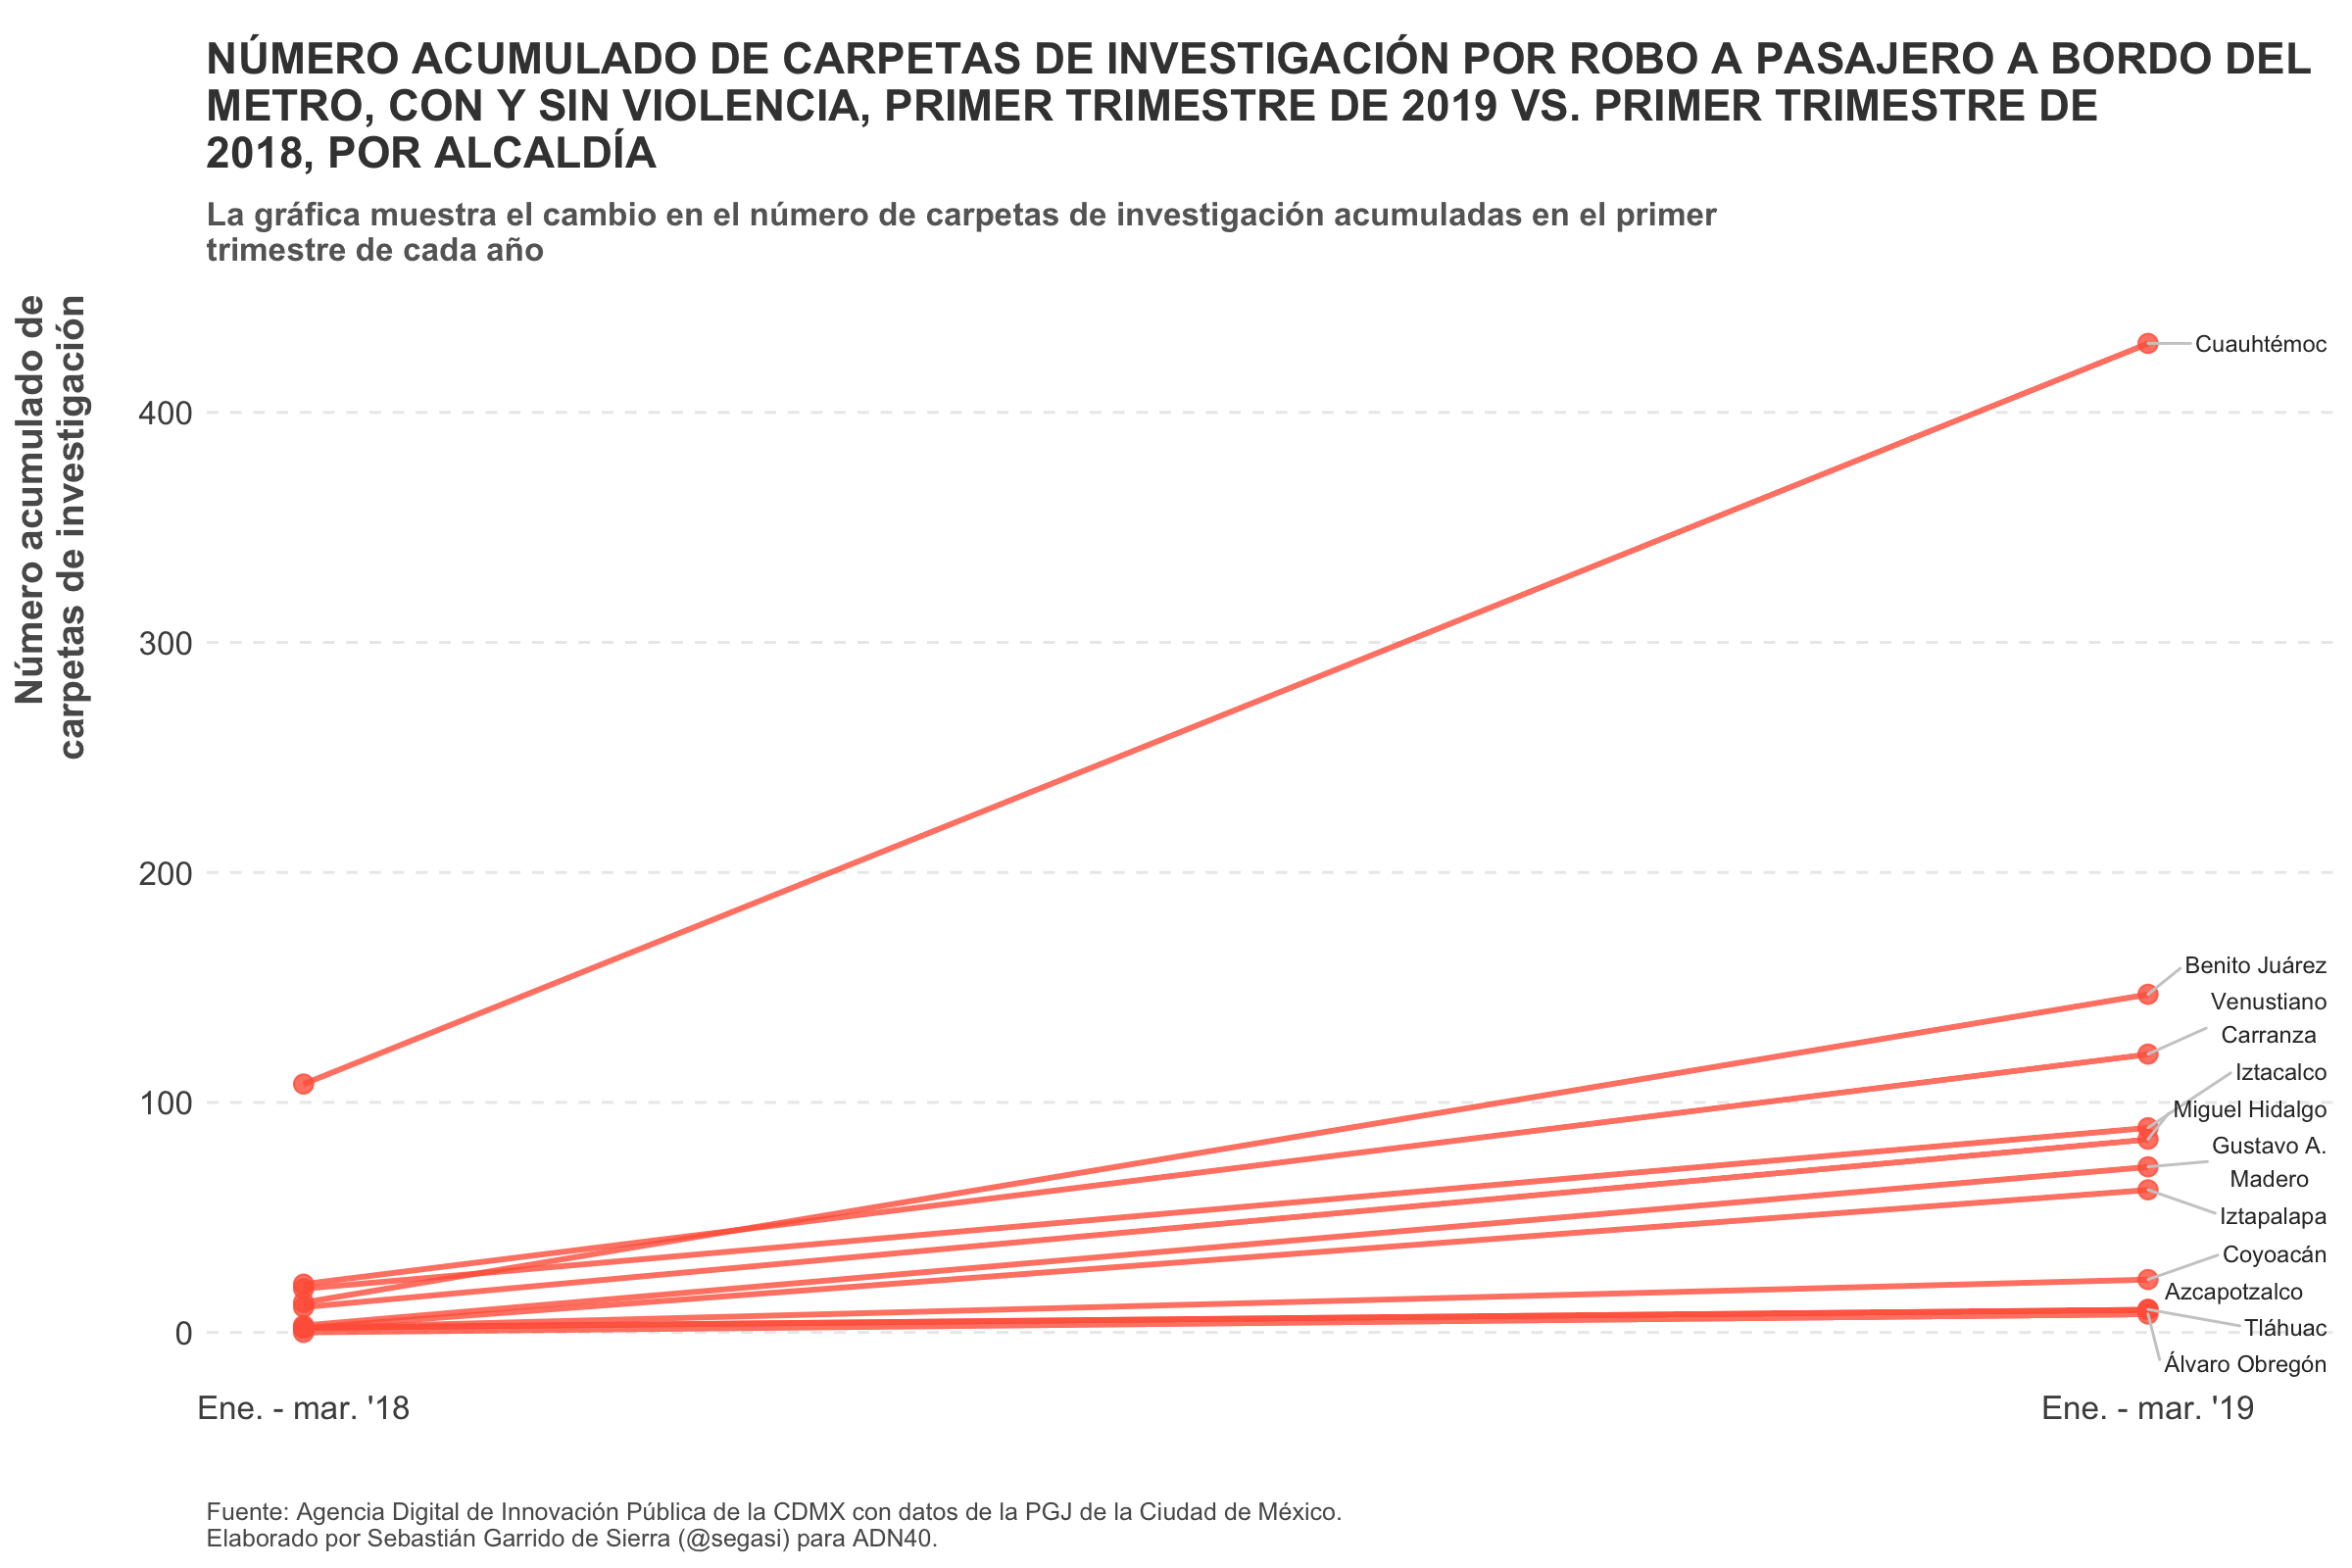 NÚMERO ACUMULADO DE CARPETAS DE INVESTIGACIÓN POR ROBO A PASAJERO A BORDO DEL
METRO, CON Y SIN VIOLENCIA, PRIMER TRIMESTRE DE 2019 VS. PRIMER TRIMESTRE DE
2018, POR ALCALDÍA
La gráfica muestra el cambio en el número de carpetas de investigación acumuladas en el primer
trimestre de cada año
Número acumulado de
carpetas de investigación
400
300
200
100
0
Cuauhtémoc
Benito Juárez
Venustiano
Carranza
Iztacalco
Miguel Hidalgo
Gustavo A.
Madero
Iztapalapa
Coyoacán
Azcapotzalco
Tláhuac
Álvaro Obregón
Ene. - mar. '18
Ene. - mar. '19
Fuente: Agencia Digital de Innovación Pública de la CDMX con datos de la PGJ de la Ciudad de México.
Elaborado por Sebastián Garrido de Sierra (@segasi) para ADN40.